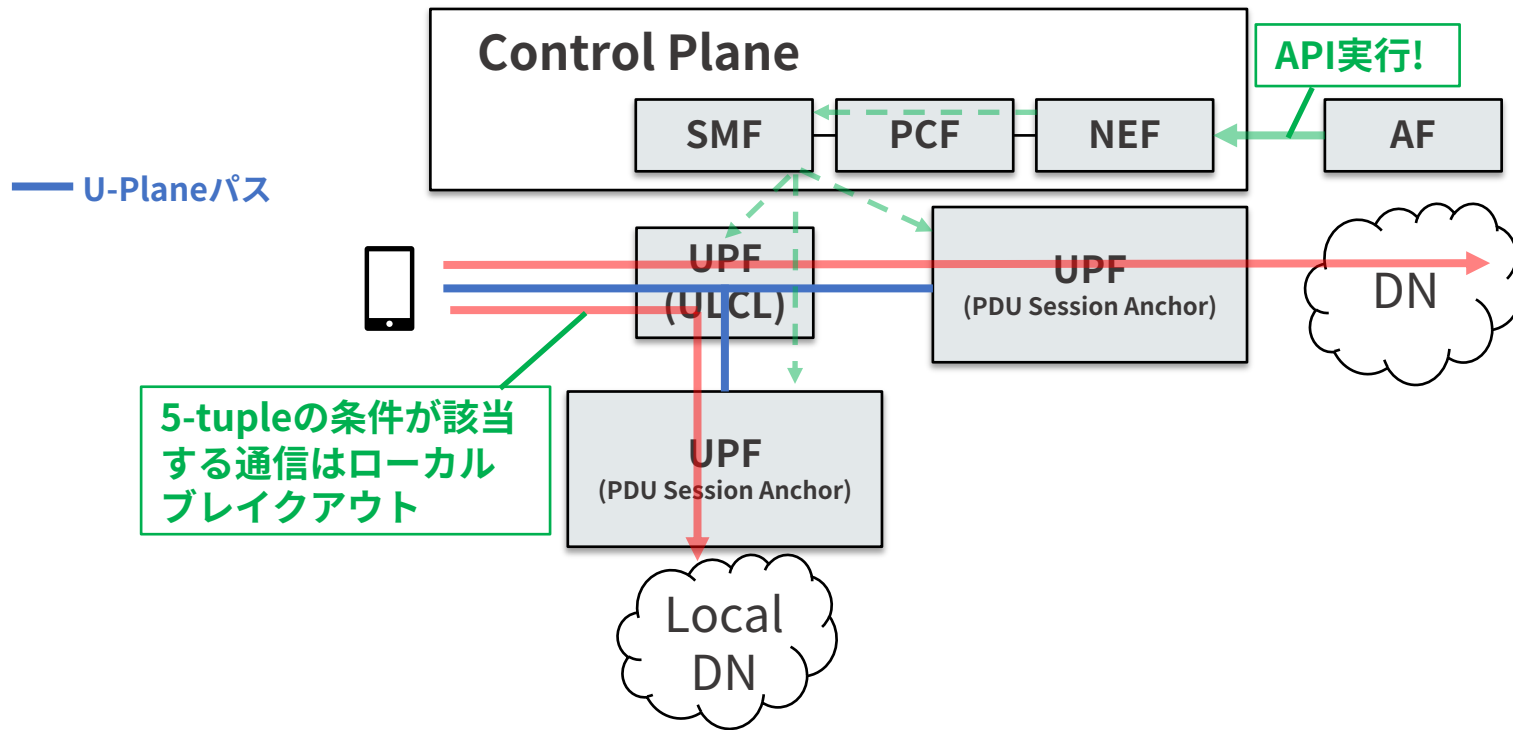 Control Plane
API実行!
SMF
PCF
NEF
AF
U-Planeパス
UPF
(ULCL)
UPF
(PDU Session Anchor)
DN
5-tupleの条件が該当
する通信はローカル
ブレイクアウト
UPF
(PDU Session Anchor)
Local
DN